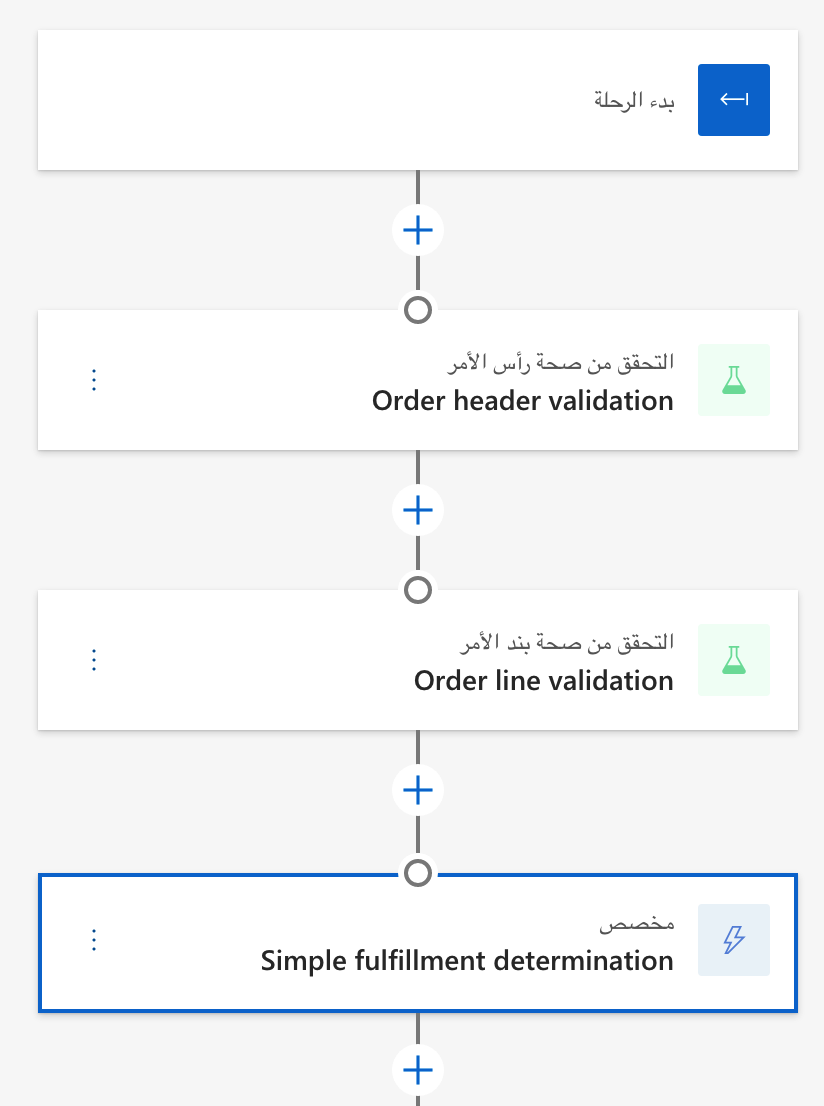 بدء الرحلة
التحقق من صحة رأس الأمر
Order header validation
التحقق من صحة بند الأمر
Order line validation
مخصص
Simple fulfillment determination